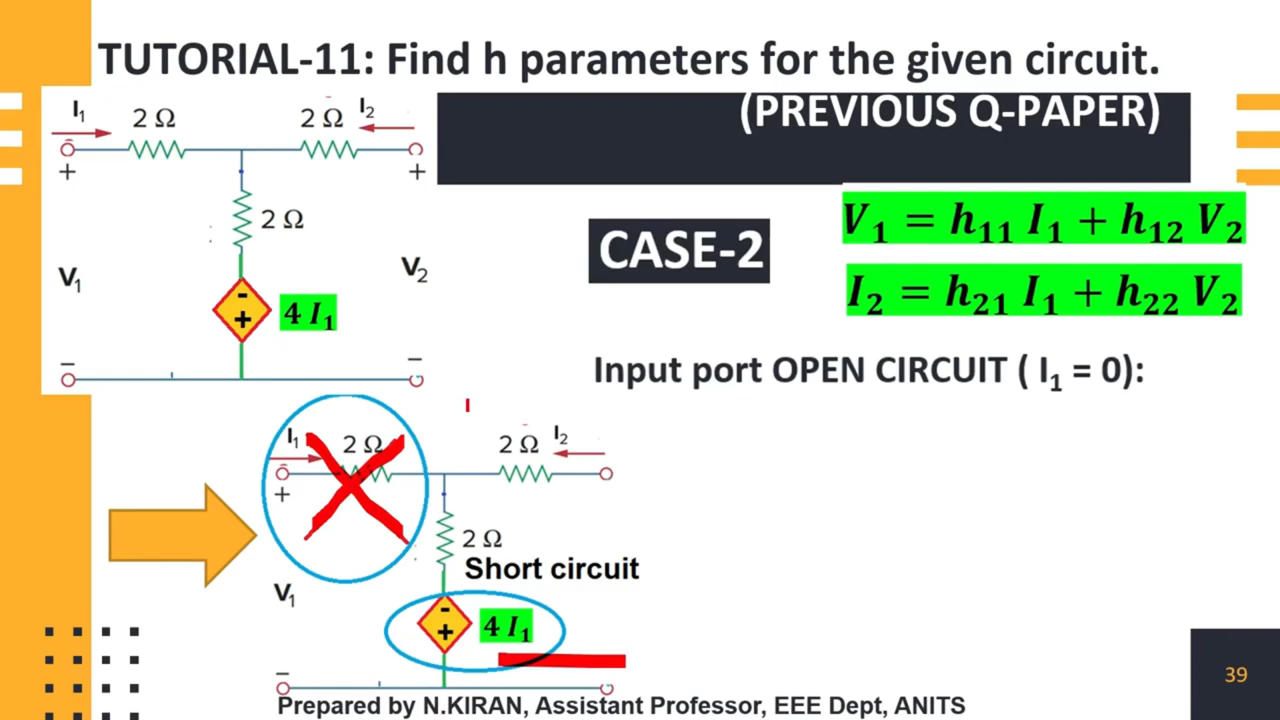 TUTORIAL-11: Find h parameters for the given circuit.
(PREVIOUS Q-PAPER)
I₁ 2 Ω 2 Ω I₂
+ +
2 Ω
V₁ V₂
-
+
4 I₁
− −
CASE-2
V₁ = h₁₁ I₁ + h₁₂ V₂
I₂ = h₂₁ I₁ + h₂₂ V₂
Input port OPEN CIRCUIT ( I₁ = 0):
I
I₁ 2 Ω 2 Ω I₂
+
2 Ω
Short circuit
V₁
-
+
4 I₁
−
Prepared by N.KIRAN, Assistant Professor, EEE Dept, ANITS
39